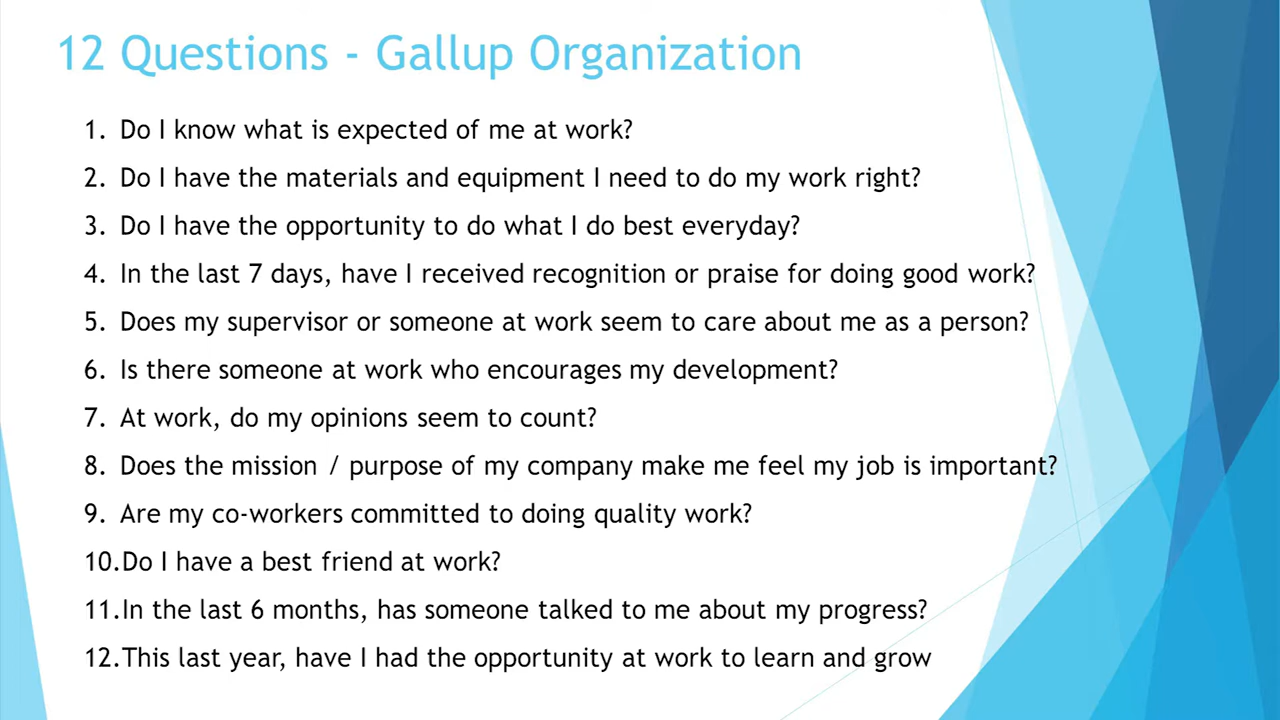 12 Questions - Gallup Organization
1. Do I know what is expected of me at work?
2. Do I have the materials and equipment I need to do my work right?
3. Do I have the opportunity to do what I do best everyday?
4. In the last 7 days, have I received recognition or praise for doing good work?
5. Does my supervisor or someone at work seem to care about me as a person?
6. Is there someone at work who encourages my development?
7. At work, do my opinions seem to count?
8. Does the mission / purpose of my company make me feel my job is important?
9. Are my co-workers committed to doing quality work?
10.Do I have a best friend at work?
11.In the last 6 months, has someone talked to me about my progress?
12.This last year, have I had the opportunity at work to learn and grow